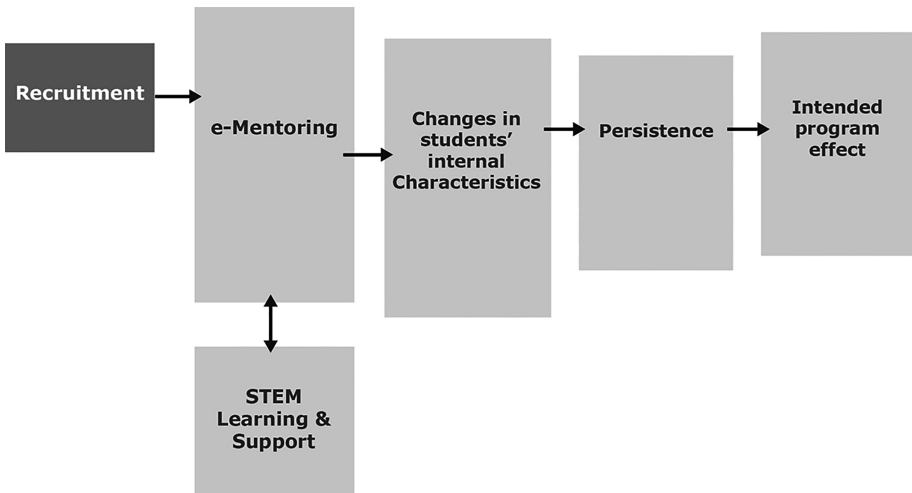 Recruitment
e-Mentoring
Changes in
students’
internal
Characteristics
Persistence
Intended
program
effect
STEM
Learning &
Support